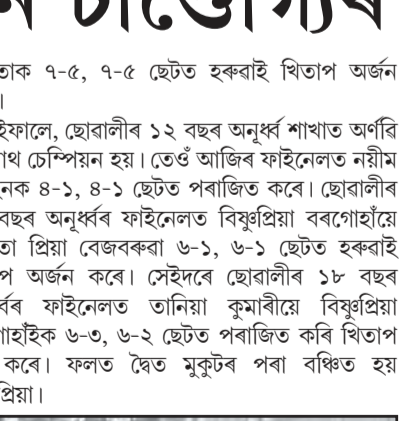 তাক ৭-৫, ৭-৫ ছেটত হৰুৱাই খিতাপ অৰ্জন
।
ইফালে, ছোৱালীৰ ১২ বছৰ অনূৰ্ধ্ব শাখাত অৰ্ণৱি
াথ চেম্পিয়ন হয়। তেওঁ আজিৰ ফাইনেলত নয়ীম
নক ৪-১, ৪-১ ছেটত পৰাজিত কৰে। ছোৱালীৰ
বছৰ অনূৰ্ধ্বৰ ফাইনেলত বিষ্ণুপ্ৰিয়া বৰগোহাঁয়ে
তা প্ৰিয়া বেজবৰুৱা ৬-১, ৬-১ ছেটত হৰুৱাই
প অৰ্জন কৰে। সেইদৰে ছোৱালীৰ ১৮ বছৰ
ৰ্ধ্বৰ ফাইনেলত তানিয়া কুমাৰীয়ে বিষ্ণুপ্ৰিয়া
গোহাঁইক ৬-৩, ৬-২ ছেটত পৰাজিত কৰি খিতাপ
কৰে। ফলত দ্বৈত মুকুটৰ পৰা বঞ্চিত হয়
প্ৰিয়া।